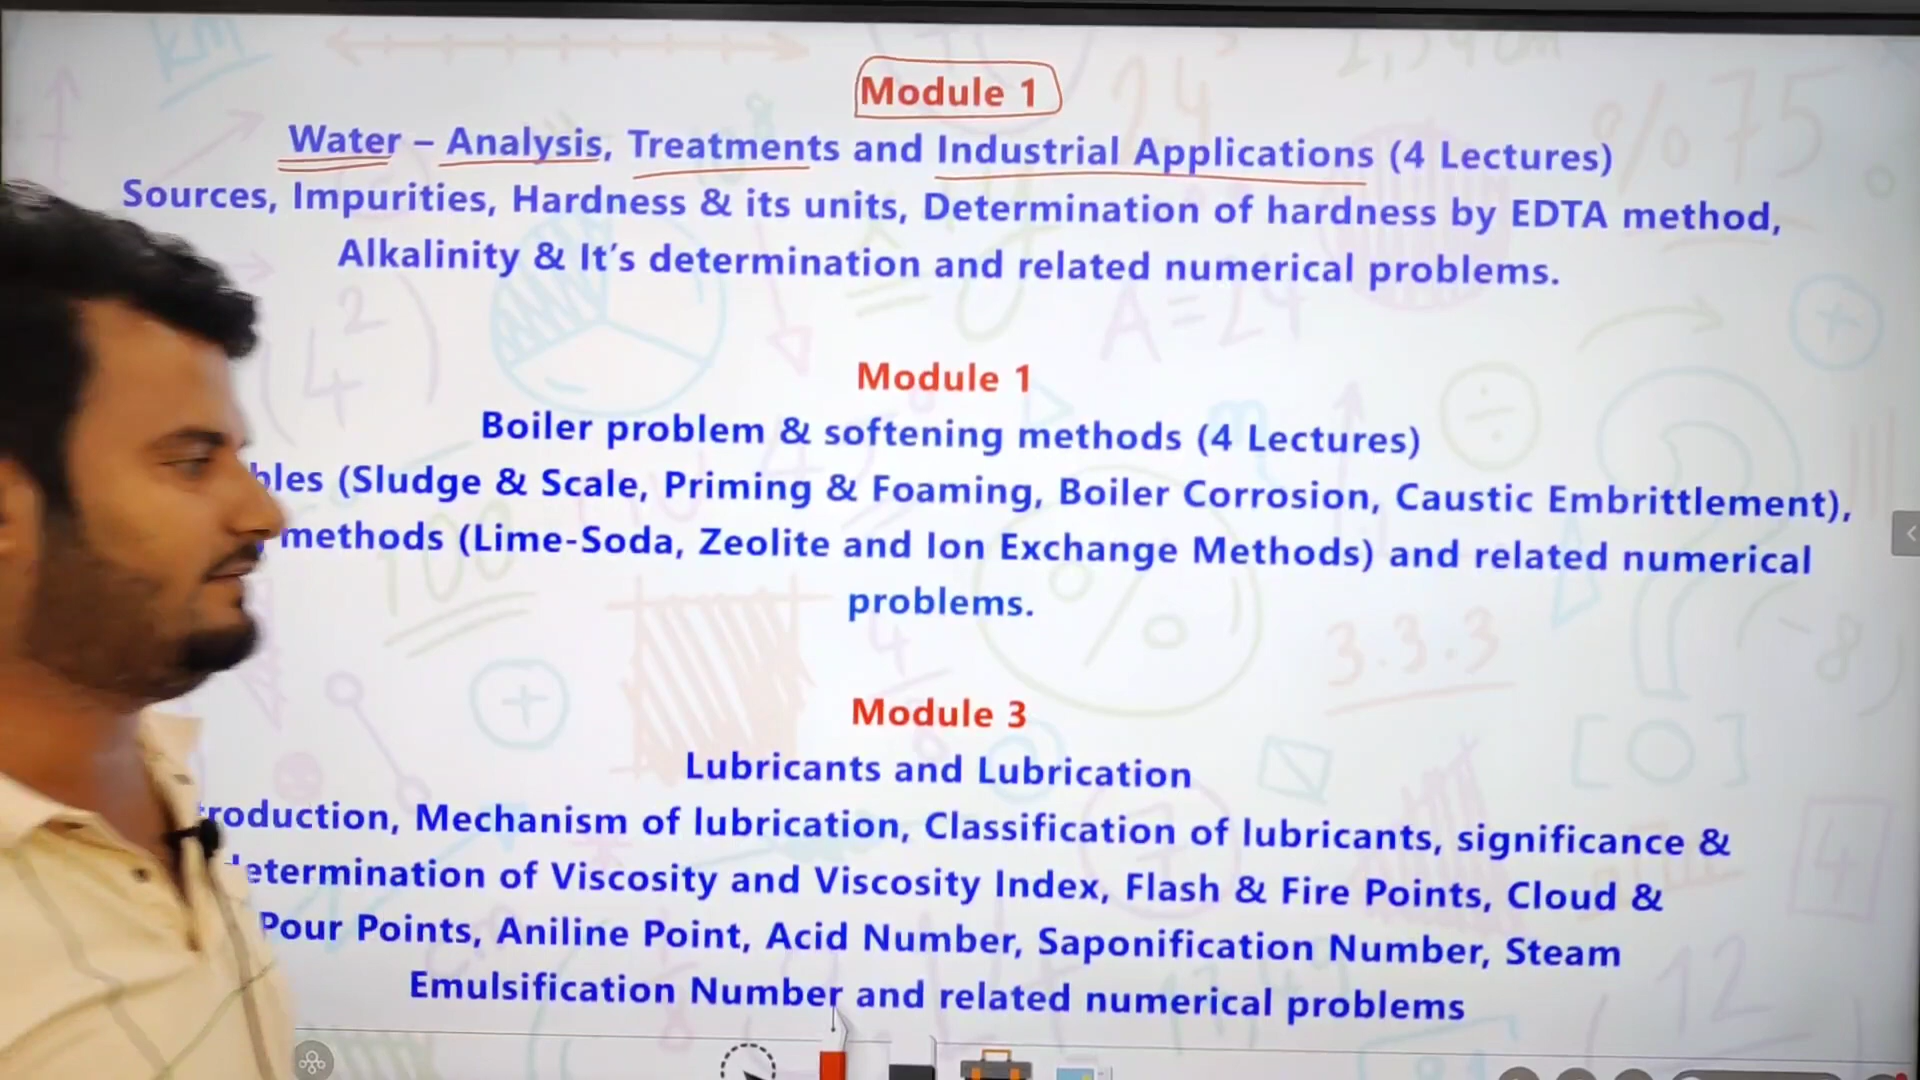 Module 1
Water – Analysis, Treatments and Industrial Applications (4 Lectures)
Sources, Impurities, Hardness & its units, Determination of hardness by EDTA method,
Alkalinity & It's determination and related numerical problems.
Module 1
Boiler problem & softening methods (4 Lectures)
(Sludge & Scale, Priming & Foaming, Boiler Corrosion, Caustic Embrittlement),
methods (Lime-Soda, Zeolite and Ion Exchange Methods) and related numerical
problems.
Module 3
Lubricants and Lubrication
Mechanism of lubrication, Classification of lubricants, significance &
of Viscosity and Viscosity Index, Flash & Fire Points, Cloud &
Pour Points, Aniline Point, Acid Number, Saponification Number, Steam
Emulsification Number and related numerical problems